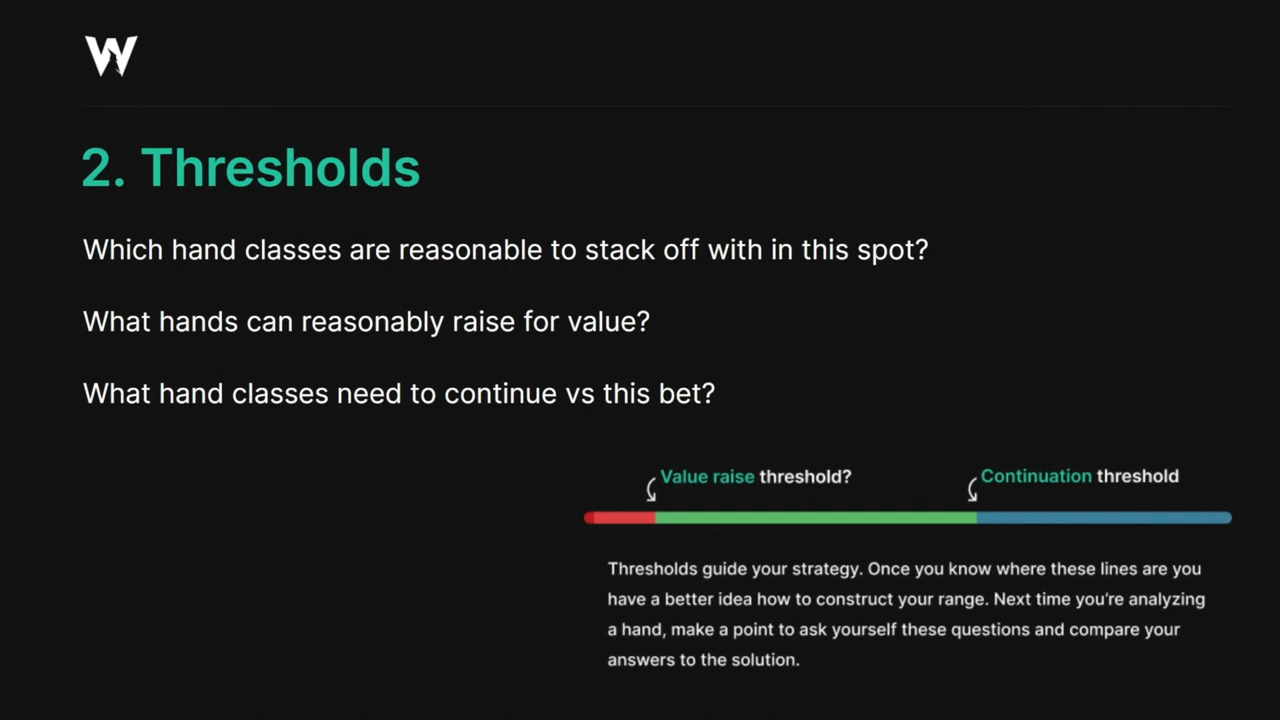 W
2. Thresholds
Which hand classes are reasonable to stack off with in this spot?
What hands can reasonably raise for value?
What hand classes need to continue vs this bet?
Value raise threshold?
Continuation threshold
Thresholds guide your strategy. Once you know where these lines are you
have a better idea how to construct your range. Next time you're analyzing
a hand, make a point to ask yourself these questions and compare your
answers to the solution.